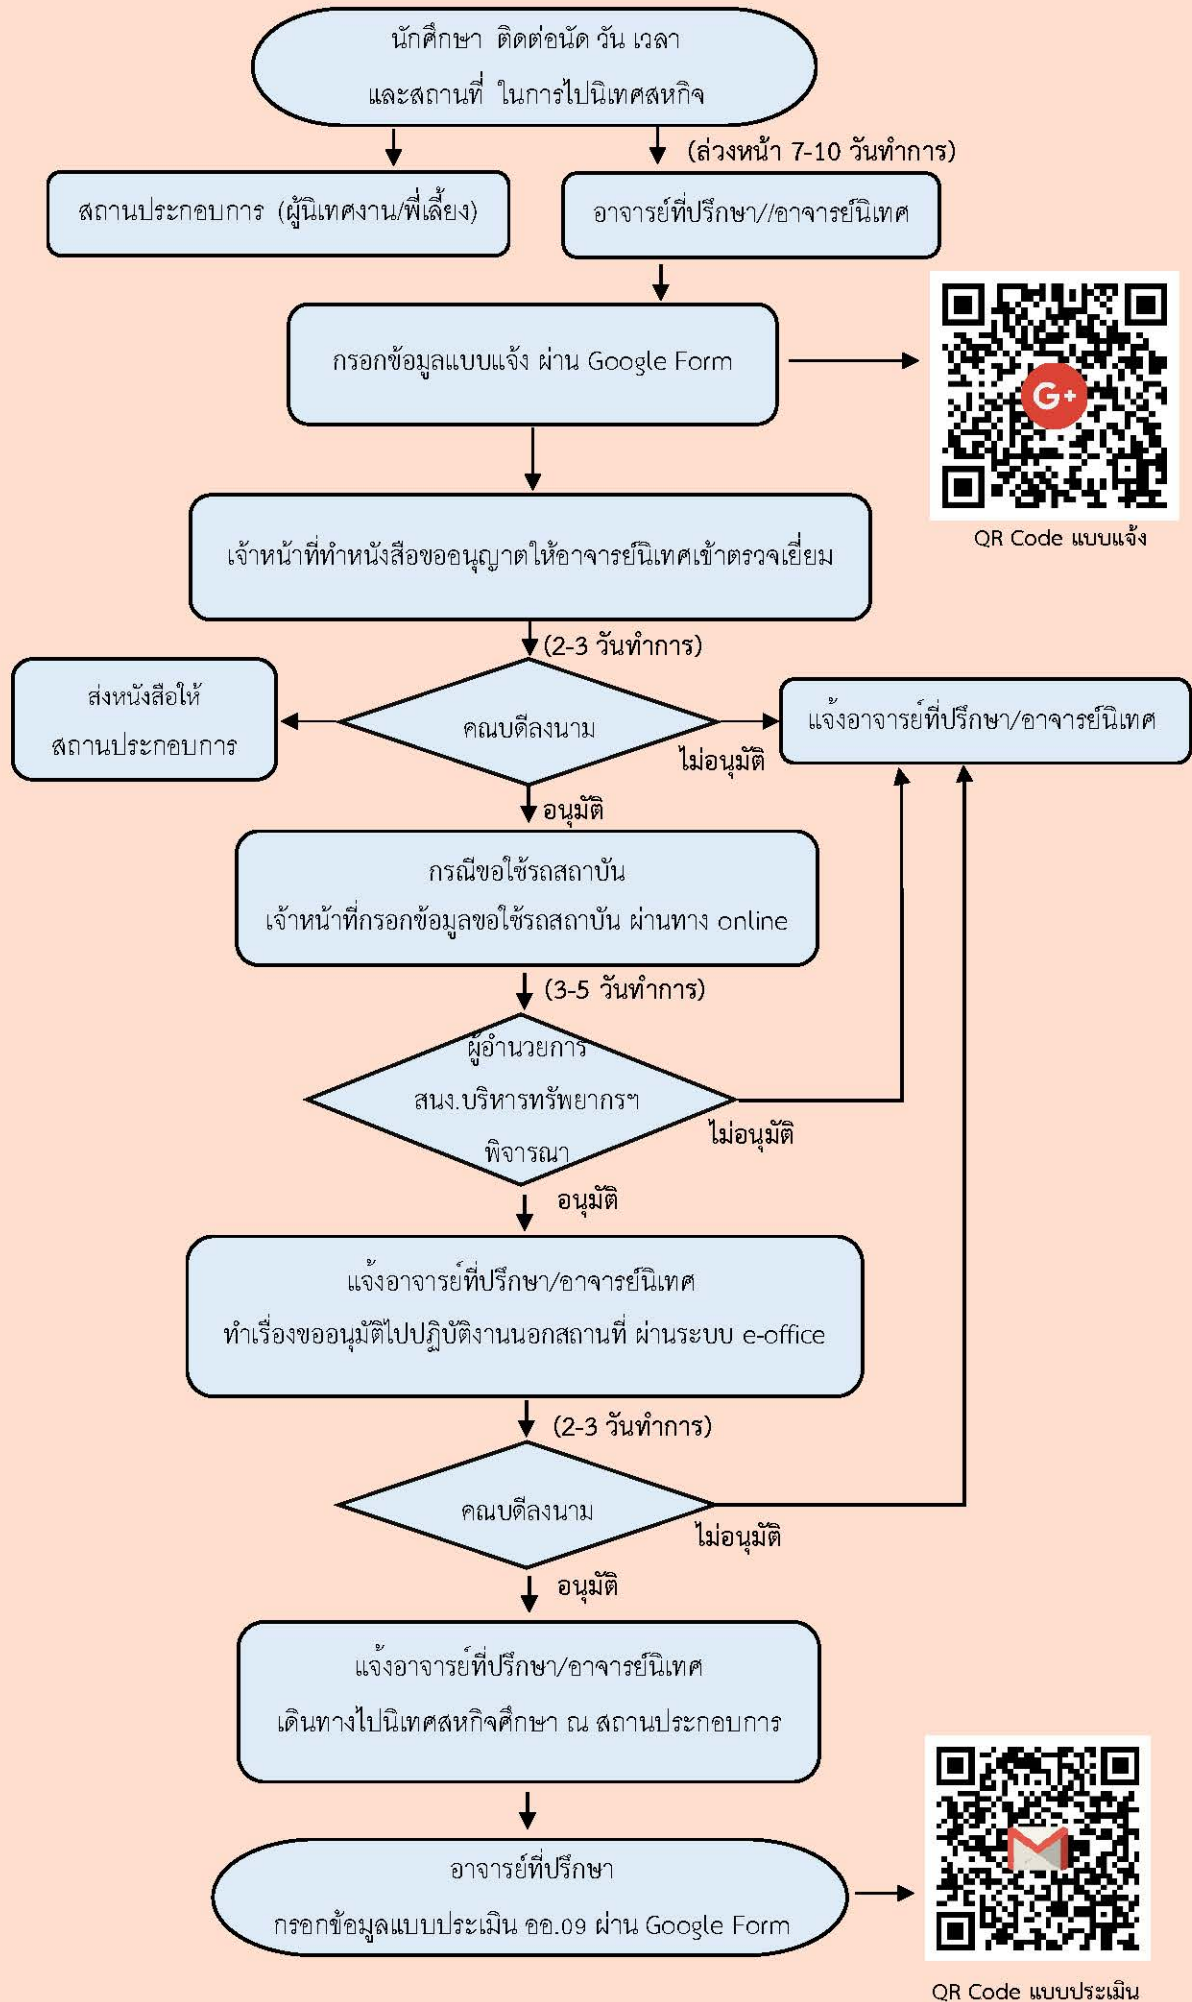 นักศึกษา ติดต่อนัด วัน เวลา
และสถานที่ ในการไปนิเทศสหกิจ
(ล่วงหน้า 7-10 วันทำการ)
สถานประกอบการ (ผู้นิเทศงาน/พี่เลี้ยง)
อาจารย์ที่ปรึกษา//อาจารย์นิเทศ
กรอกข้อมูลแบบแจ้ง ผ่าน Google Form
G+
QR Code แบบแจ้ง
เจ้าหน้าที่ทำหนังสือขออนุญาตให้อาจารย์นิเทศเข้าตรวจเยี่ยม
(2-3 วันทำการ)
ส่งหนังสือให้
สถานประกอบการ
คณบดีลงนาม
แจ้งอาจารย์ที่ปรึกษา/อาจารย์นิเทศ
ไม่อนุมัติ
อนุมัติ
กรณีขอใช้รถสถาบัน
เจ้าหน้าที่กรอกข้อมูลขอใช้รถสถาบัน ผ่านทาง online
(3-5 วันทำการ)
ผู้อำนวยการ
สนง.บริหารทรัพยากรฯ
พิจารณา
ไม่อนุมัติ
อนุมัติ
แจ้งอาจารย์ที่ปรึกษา/อาจารย์นิเทศ
ทำเรื่องขออนุมัติไปปฏิบัติงานนอกสถานที่ ผ่านระบบ e-office
(2-3 วันทำการ)
คณบดีลงนาม
ไม่อนุมัติ
อนุมัติ
แจ้งอาจารย์ที่ปรึกษา/อาจารย์นิเทศ
เดินทางไปนิเทศสหกิจศึกษา ณ สถานประกอบการ
อาจารย์ที่ปรึกษา
กรอกข้อมูลแบบประเมิน ออ.09 ผ่าน Google Form
QR Code แบบประเมิน